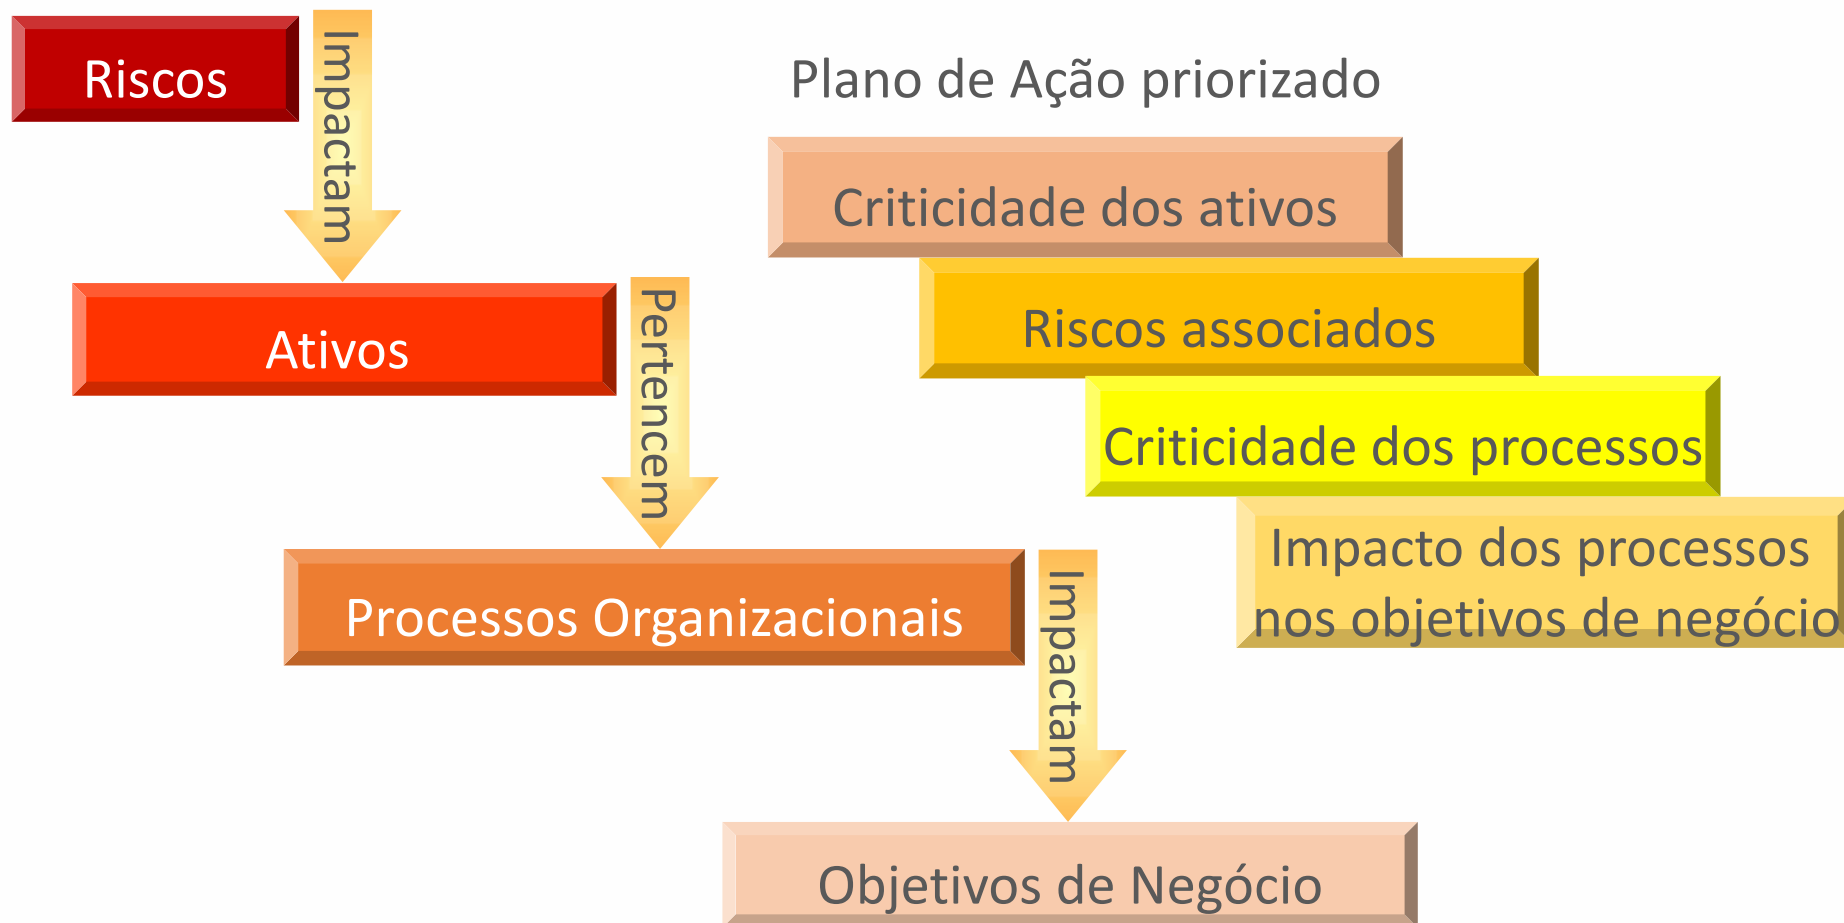 Riscos
Impactam
Plano de Ação priorizado
Criticidade dos ativos
Ativos
Pertencem
Riscos associados
Criticidade dos processos
Processos Organizacionais
Impactam
Impacto dos processos
nos objetivos de negócio
Objetivos de Negócio